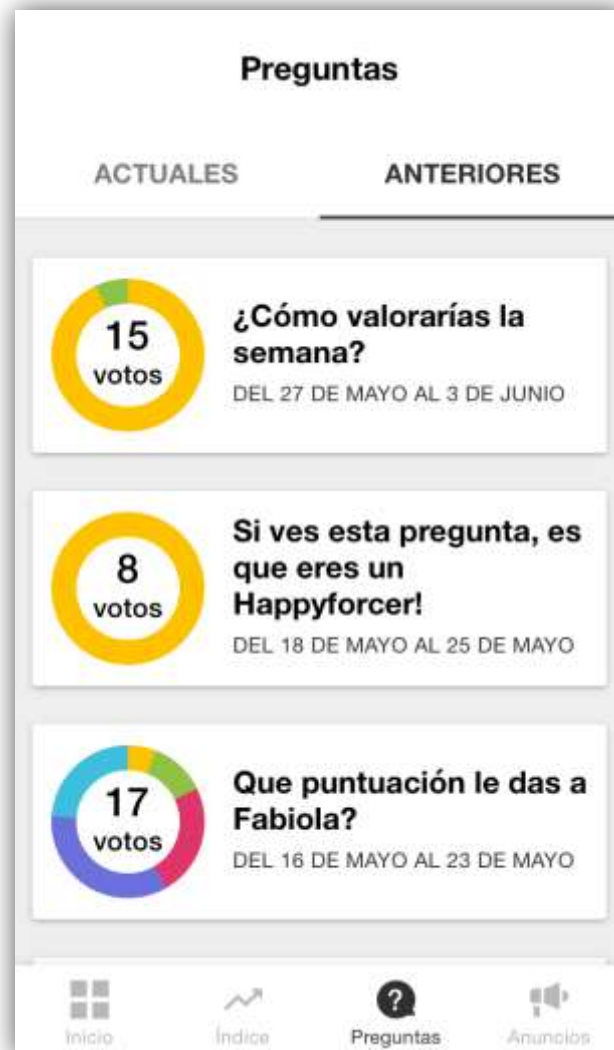 Preguntas
ACTUALES
ANTERIORES
15
votos
¿Cómo valorarías la
semana?
DEL 27 DE MAYO AL 3 DE JUNIO
8
votos
Si ves esta pregunta, es
que eres un
Happyforcer!
DEL 18 DE MAYO AL 25 DE MAYO
17
votos
Que puntuación le das a
Fabiola?
DEL 16 DE MAYO AL 23 DE MAYO
Inicio
Índice
Preguntas
Anuncios